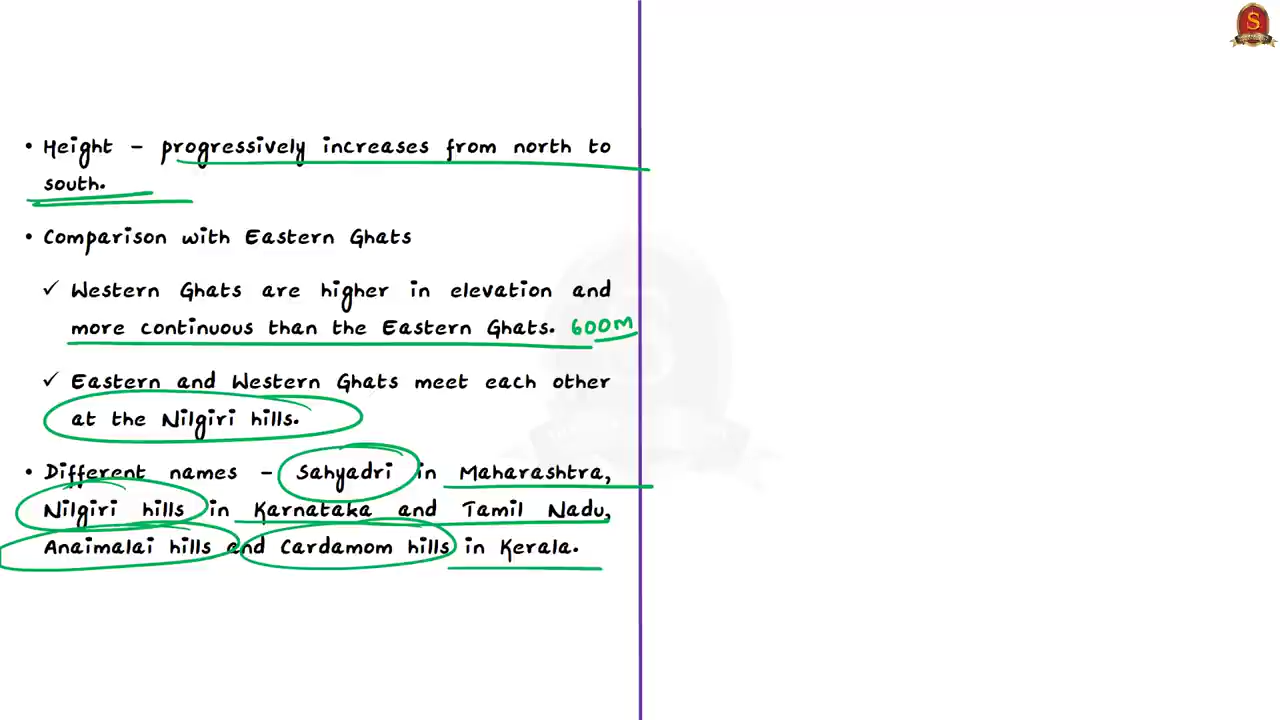 • Height – progressively increases from north to
south.
• Comparison with Eastern Ghats
✓ Western Ghats are higher in elevation and
more continuous than the Eastern Ghats. 600M
✓ Eastern and Western Ghats meet each other
at the Nilgiri hills.
• Different names – Sahyadri in Maharashtra,
Nilgiri hills in Karnataka and Tamil Nadu,
Anaimalai hills and Cardamom hills in Kerala.
S